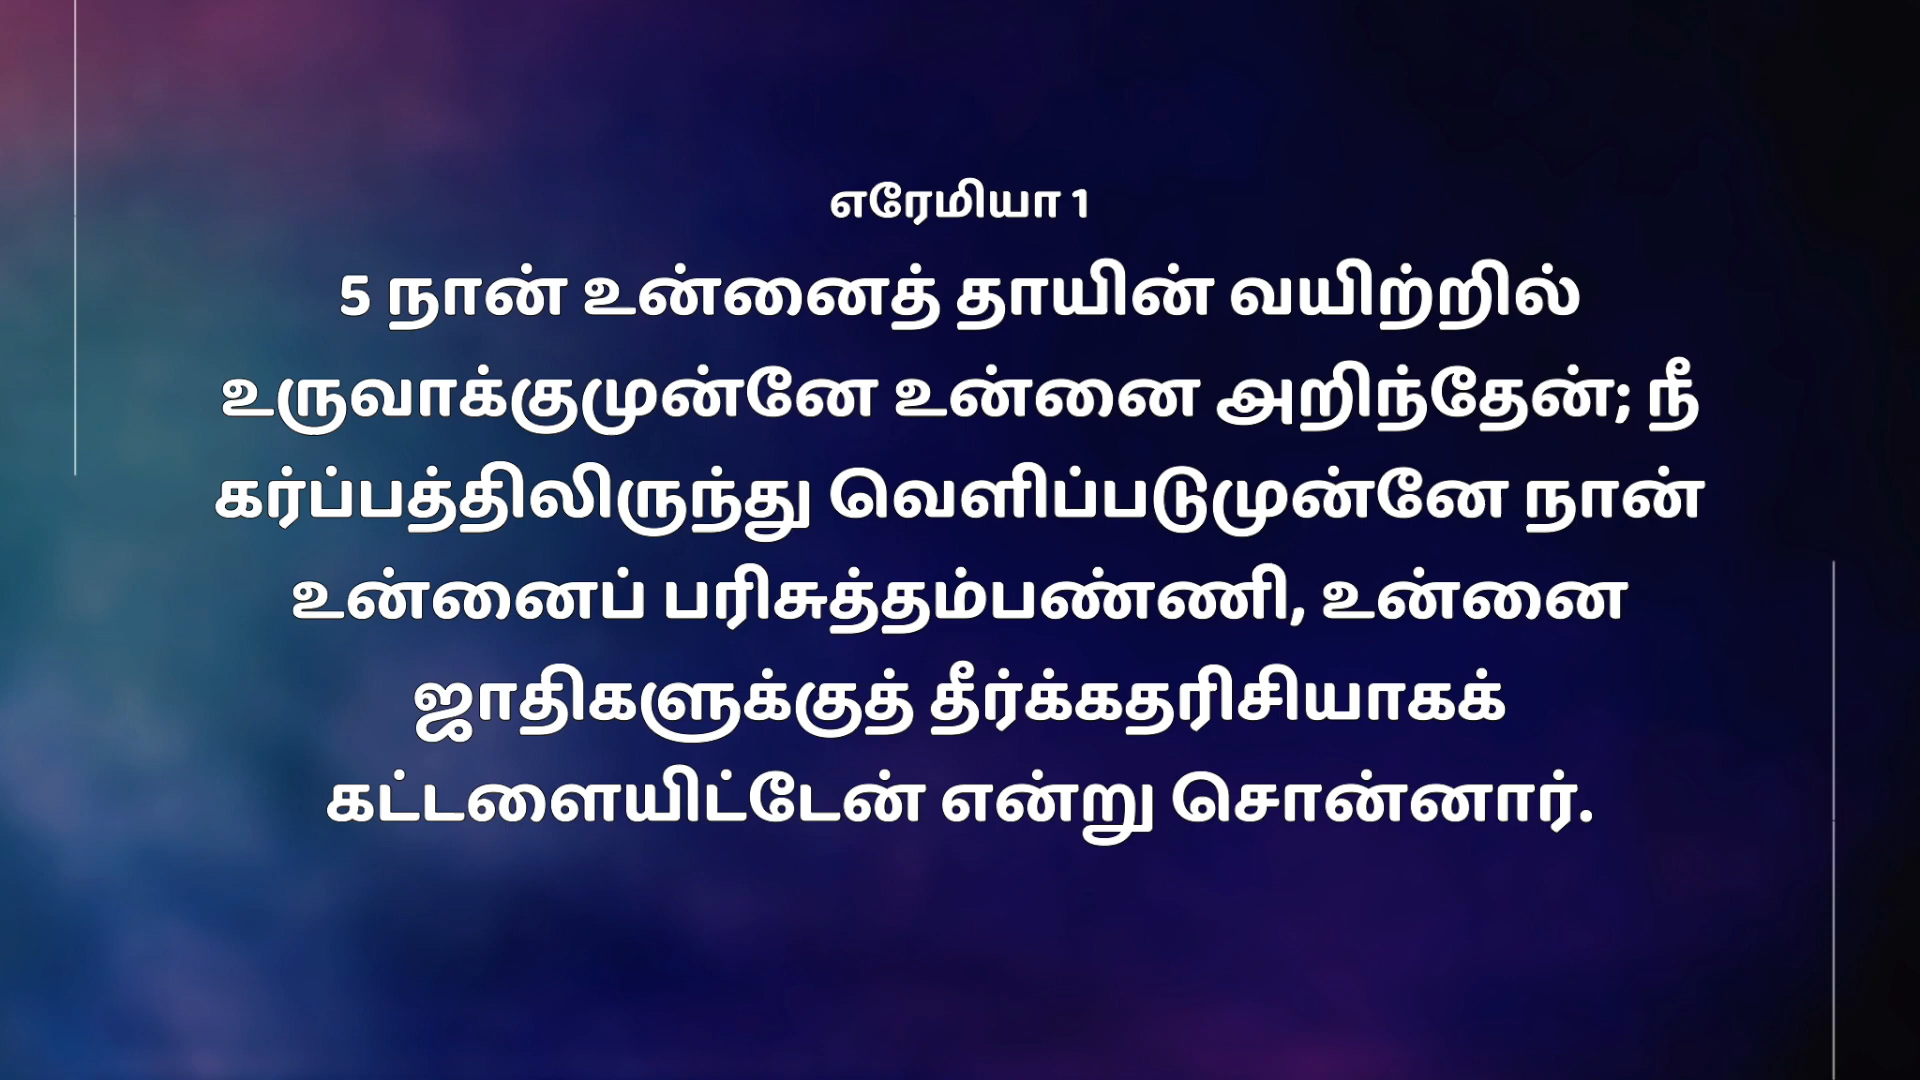 எரேமியா 1
5 நான் உன்னைத் தாயின் வயிற்றில்
உருவாக்குமுன்னே உன்னை அறிந்தேன்; நீ
கர்ப்பத்திலிருந்து வெளிப்படுமுன்னே நான்
உன்னைப் பரிசுத்தம்பண்ணி, உன்னை
ஜாதிகளுக்குத் தீர்க்கதரிசியாகக்
கட்டளையிட்டேன் என்று சொன்னார்.